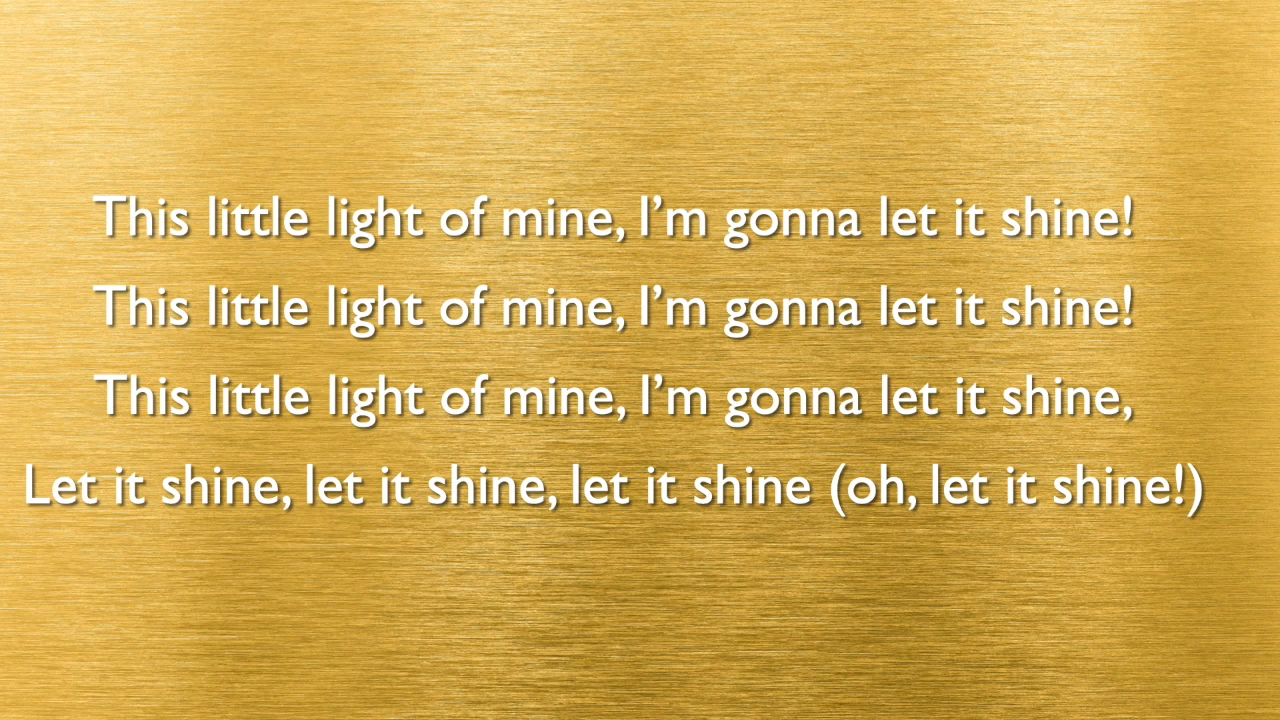 This little light of mine, I’m gonna let it shine!
This little light of mine, I’m gonna let it shine!
This little light of mine, I’m gonna let it shine,
Let it shine, let it shine, let it shine (oh, let it shine!)